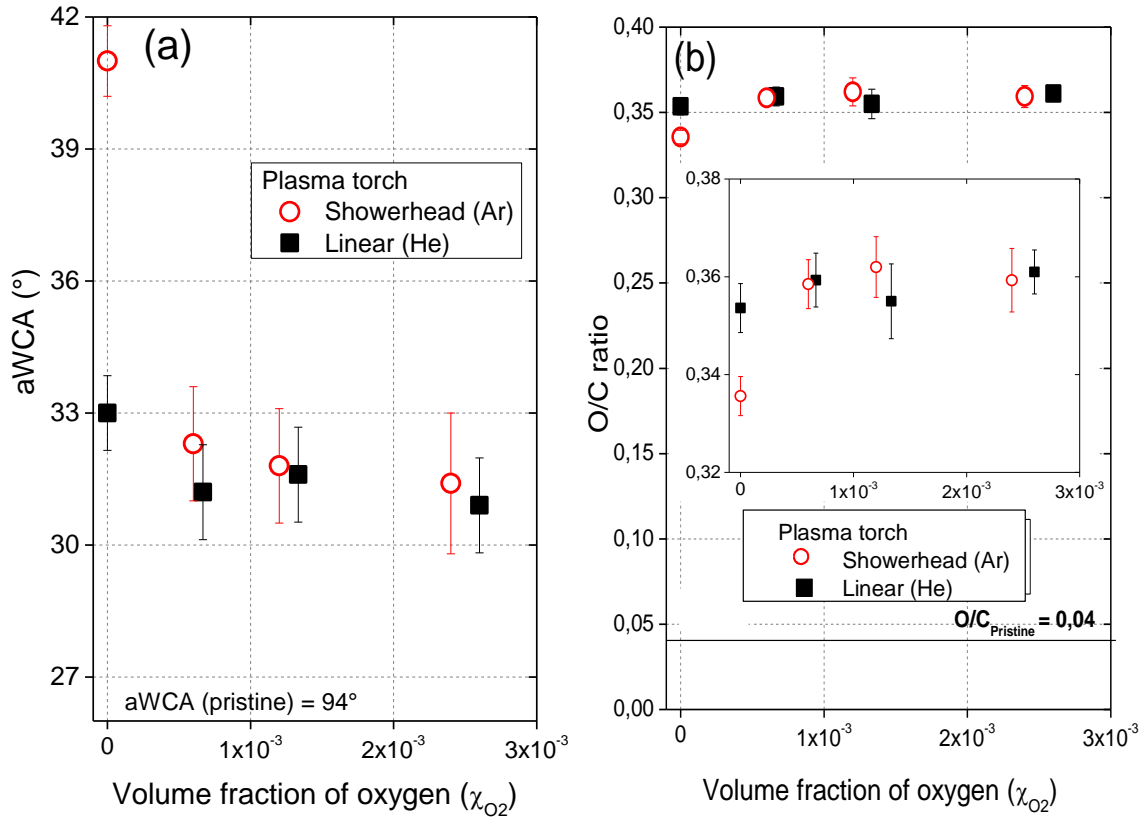 (a)
42
39
36
33
30
27
aWCA (°)
Plasma torch
Showerhead (Ar)
Linear (He)
aWCA (pristine) = 94°
0
1x10⁻³
2x10⁻³
3x10⁻³
Volume fraction of oxygen (χO2)
(b)
0,40
0,35
0,30
0,25
0,20
0,15
0,10
0,05
0,00
O/C ratio
0,38
0,36
0,34
0,32
0
1x10⁻³
2x10⁻³
3x10⁻³
Plasma torch
Showerhead (Ar)
Linear (He)
O/CPristine = 0,04
0
1x10⁻³
2x10⁻³
3x10⁻³
Volume fraction of oxygen (χO2)